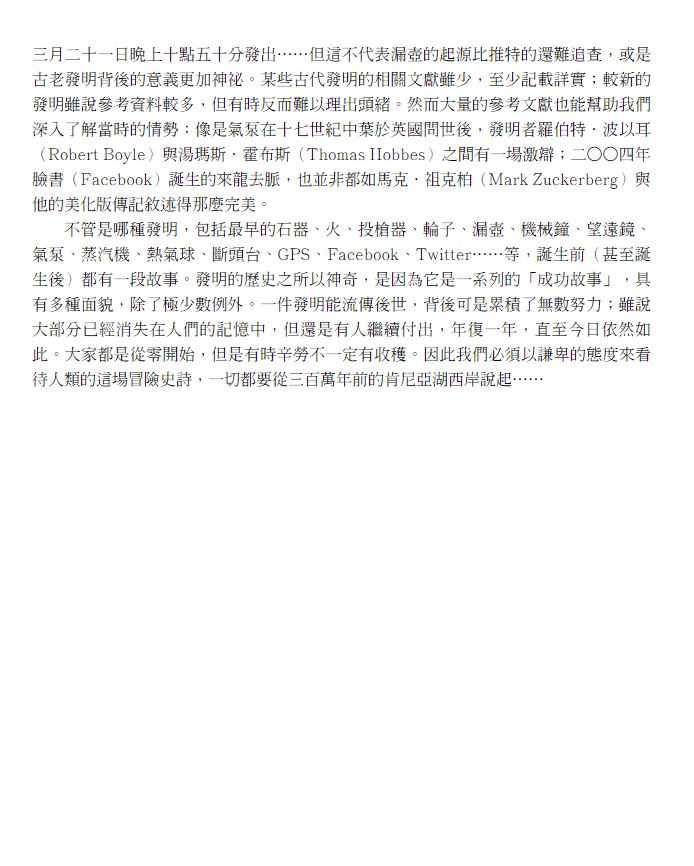 三月二十一日晚上十點五十分發出……但這不代表漏壺的起源比推特的還難追查，或是
古老發明背後的意義更加神祕。某些古代發明的相關文獻雖少，至少記載詳實；較新的
發明雖說參考資料較多，但有時反而難以理出頭緒。然而大量的參考文獻也能幫助我們
深入了解當時的情勢：像是氣泵在十七世紀中葉於英國問世後，發明者羅伯特．波以耳
（Robert Boyle）與湯瑪斯．霍布斯（Thomas Hobbes）之間有一場激辯；二〇〇四年
臉書（Facebook）誕生的來龍去脈，也並非都如馬克．祖克柏（Mark Zuckerberg）與
他的美化版傳記敘述得那麼完美。
不管是哪種發明，包括最早的石器、火、投槍器、輪子、漏壺、機械鐘、望遠鏡、
氣泵、蒸汽機、熱氣球、斷頭台、GPS、Facebook、Twitter……等，誕生前（甚至誕
生後）都有一段故事。發明的歷史之所以神奇，是因為它是一系列的「成功故事」，具
有多種面貌，除了極少數例外。一件發明能流傳後世，背後可是累積了無數努力；雖說
大部分已經消失在人們的記憶中，但還是有人繼續付出，年復一年，直至今日依然如
此。大家都是從零開始，但是有時辛勞不一定有收穫。因此我們必須以謙卑的態度來看
待人類的這場冒險史詩，一切都要從三百萬年前的肯尼亞湖西岸說起……